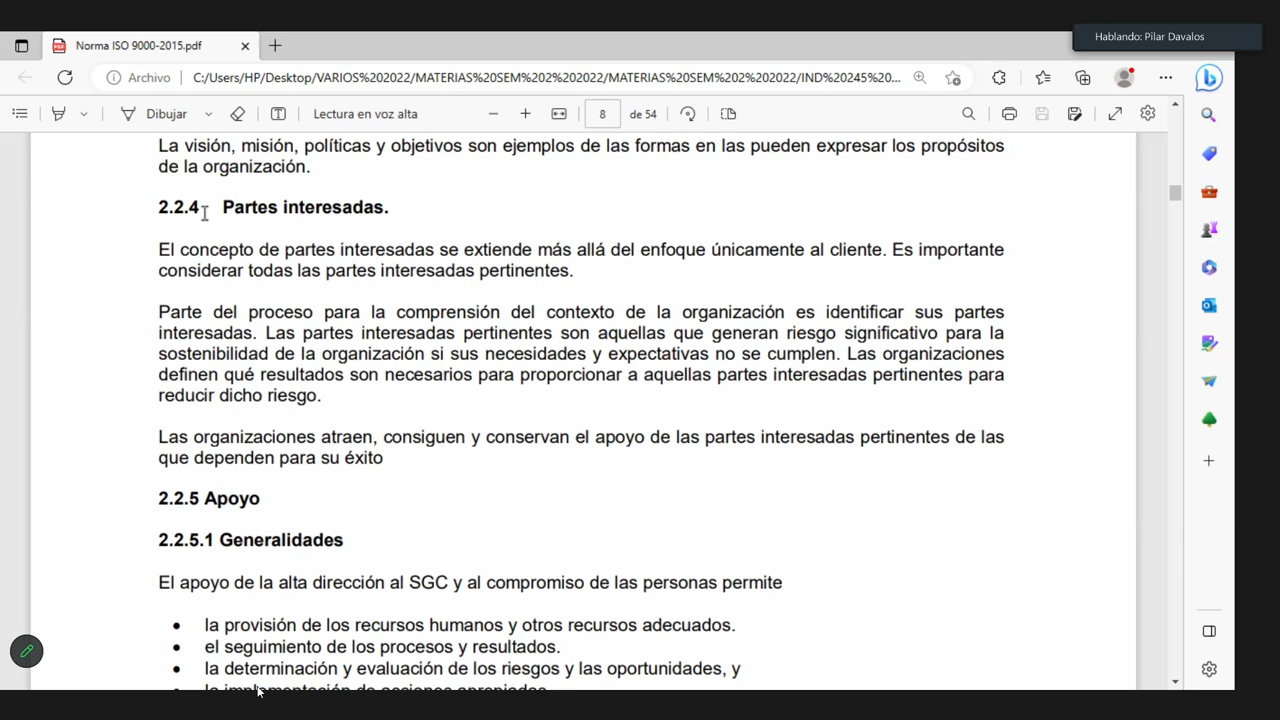 Hablando: Pilar Davalos
Norma ISO 9000-2015.pdf
Archivo C:/Users/HP/Desktop/VARIOS%202022/MATERIAS%20SEM%202%202022/MATERIAS%20SEM%202%202022/IND%20245%20...
Dibujar Lectura en voz alta 8 de 54
La visión, misión, políticas y objetivos son ejemplos de las formas en las pueden expresar los propósitos
de la organización.
2.2.4 Partes interesadas.
El concepto de partes interesadas se extiende más allá del enfoque únicamente al cliente. Es importante
considerar todas las partes interesadas pertinentes.
Parte del proceso para la comprensión del contexto de la organización es identificar sus partes
interesadas. Las partes interesadas pertinentes son aquellas que generan riesgo significativo para la
sostenibilidad de la organización si sus necesidades y expectativas no se cumplen. Las organizaciones
definen qué resultados son necesarios para proporcionar a aquellas partes interesadas pertinentes para
reducir dicho riesgo.
Las organizaciones atraen, consiguen y conservan el apoyo de las partes interesadas pertinentes de las
que dependen para su éxito
2.2.5 Apoyo
2.2.5.1 Generalidades
El apoyo de la alta dirección al SGC y al compromiso de las personas permite
• la provisión de los recursos humanos y otros recursos adecuados.
• el seguimiento de los procesos y resultados.
• la determinación y evaluación de los riesgos y las oportunidades, y
• la implementación de acciones apropiadas